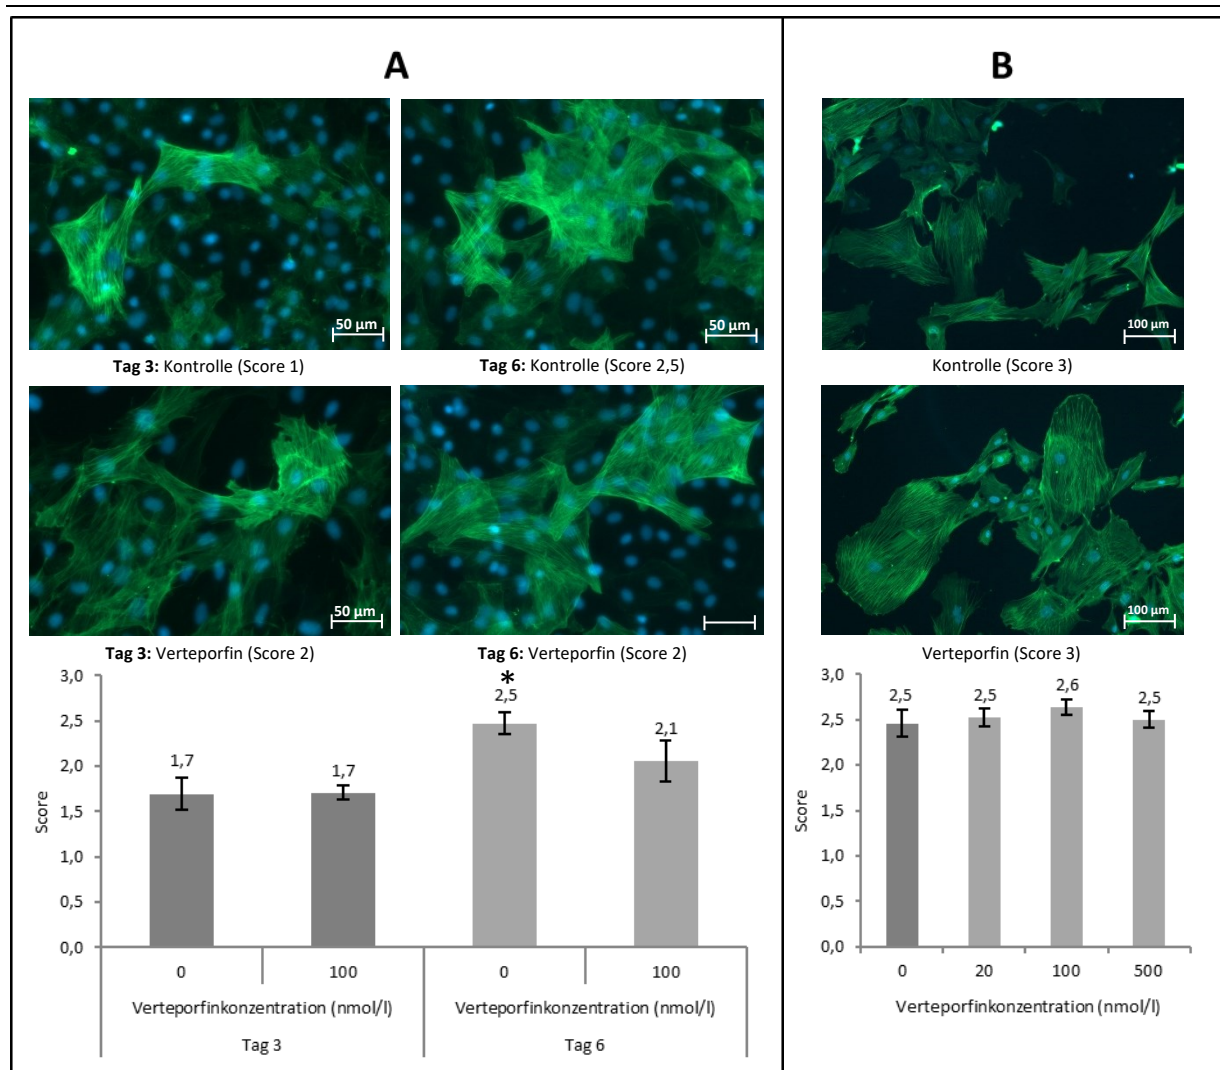 A
50 µm
50 µm
Tag 3: Kontrolle (Score 1)
Tag 6: Kontrolle (Score 2,5)
50 µm
Tag 3: Verteporfin (Score 2)
Tag 6: Verteporfin (Score 2)
3,0
2,5
2,0
1,5
1,0
0,5
0,0
Score
1,7
1,7
*
2,5
2,1
0
100
0
100
Verteporfinkonzentration (nmol/l)
Verteporfinkonzentration (nmol/l)
Tag 3
Tag 6
B
100 µm
Kontrolle (Score 3)
100 µm
Verteporfin (Score 3)
3,0
2,5
2,0
1,5
1,0
0,5
0,0
Score
2,5
2,5
2,6
2,5
0
20
100
500
Verteporfinkonzentration (nmol/l)